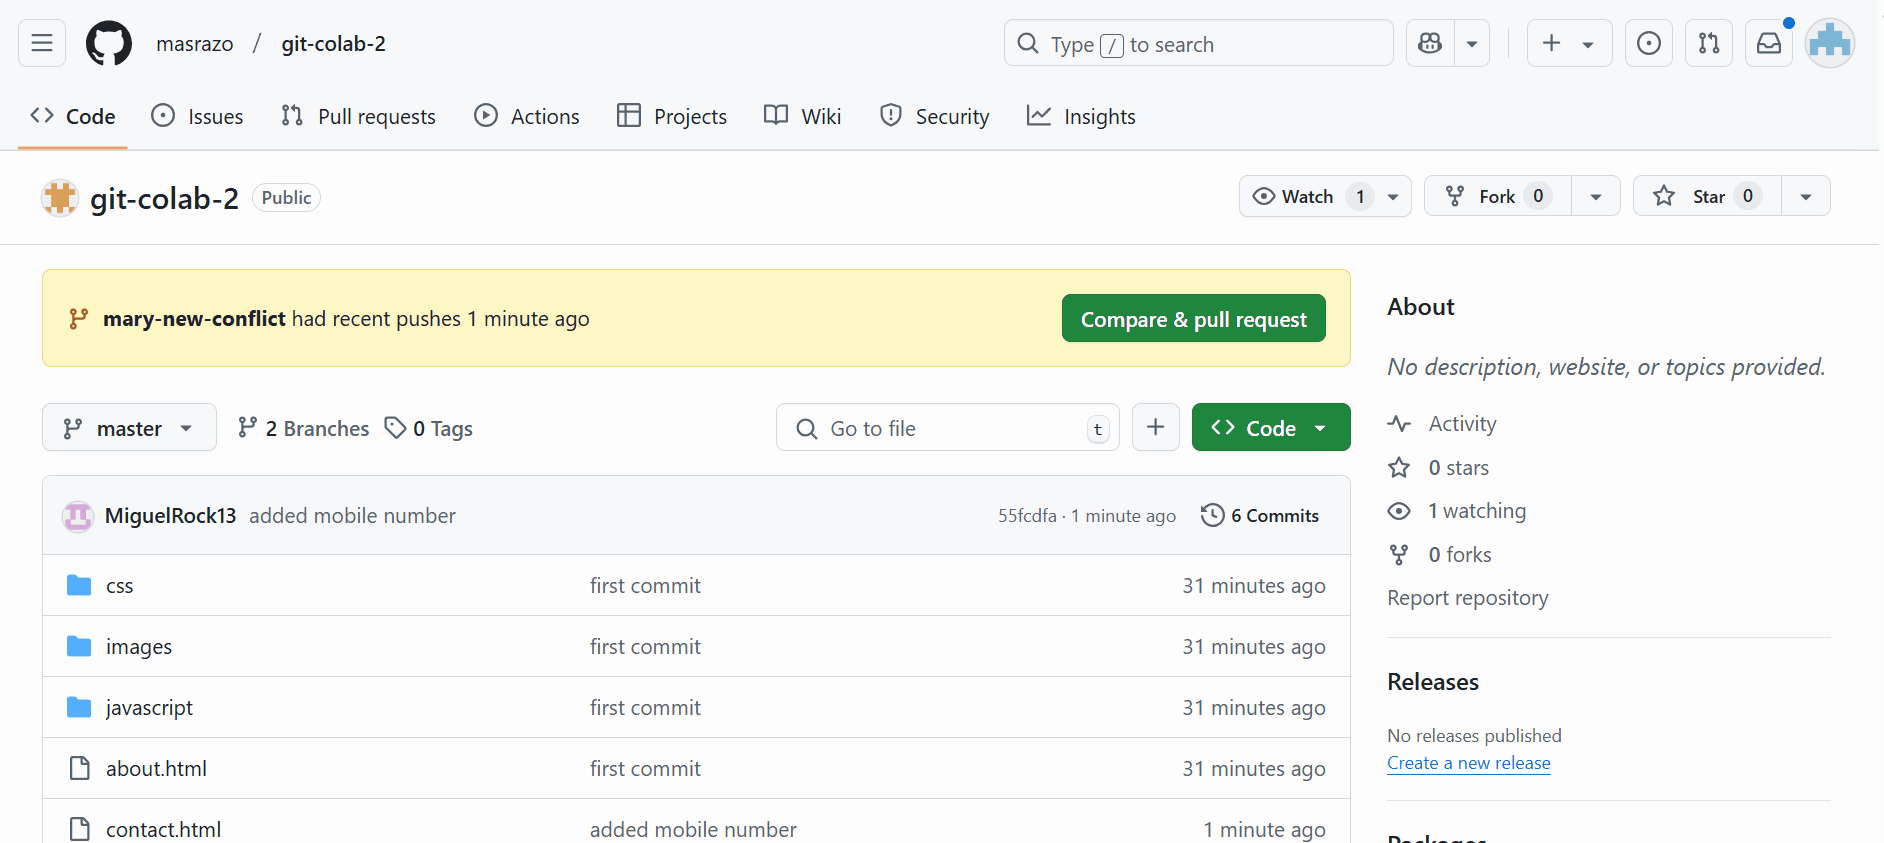 masrazo / git-colab-2
Type / to search
Code
Issues
Pull requests
Actions
Projects
Wiki
Security
Insights
git-colab-2 Public
Watch 1
Fork 0
Star 0
mary-new-conflict had recent pushes 1 minute ago
Compare & pull request
master
2 Branches
0 Tags
Go to file t
Code
MiguelRock13 added mobile number
55fcdfa · 1 minute ago
6 Commits
css first commit 31 minutes ago
images first commit 31 minutes ago
javascript first commit 31 minutes ago
about.html first commit 31 minutes ago
contact.html added mobile number 1 minute ago
About
No description, website, or topics provided.
Activity
0 stars
1 watching
0 forks
Report repository
Releases
No releases published
Create a new release
Packages